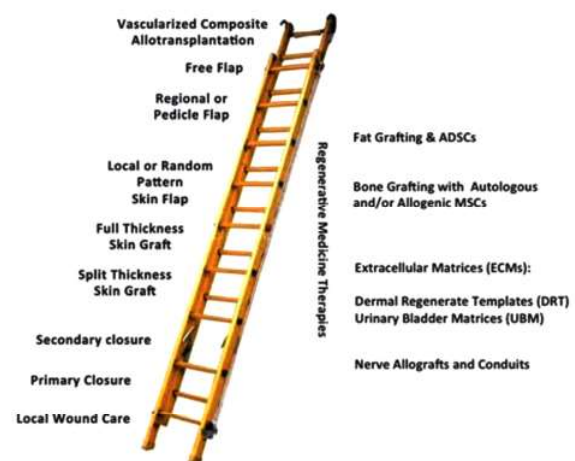 Vascularized Composite
Allotransplantation
Free Flap
Regional or
Pedicle Flap
Local or Random
Pattern
Skin Flap
Full Thickness
Skin Graft
Split Thickness
Skin Graft
Secondary closure
Primary Closure
Local Wound Care
Regenerative Medicine Therapies
Fat Grafting & ADSCs
Bone Grafting with Autologous
and/or Allogenic MSCs
Extracellular Matrices (ECMs):
Dermal Regenerate Templates (DRT)
Urinary Bladder Matrices (UBM)
Nerve Allografts and Conduits